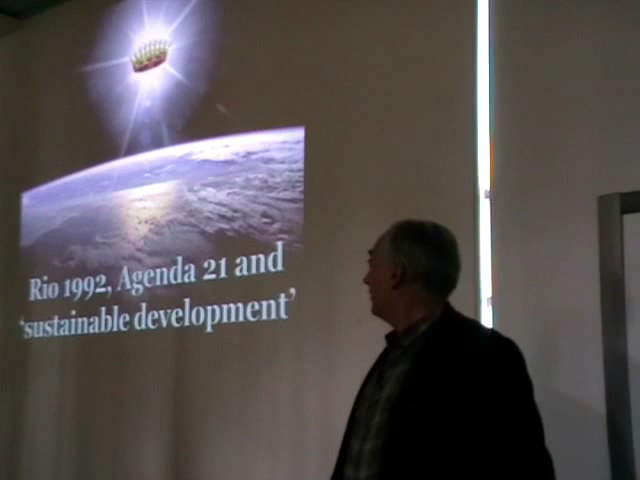 Rio 1992, Agenda 21 and
‘sustainable development’